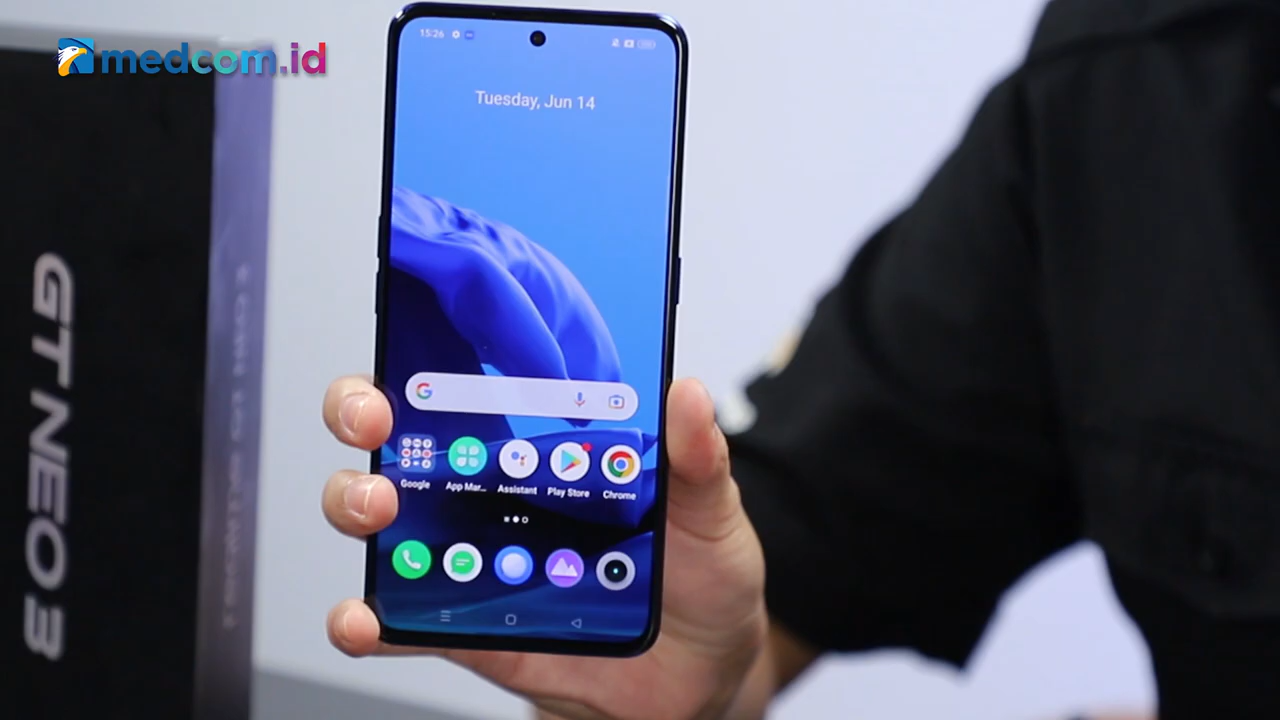 medcom.id
15:26
Tuesday, Jun 14
Google
App Mar...
Assistant
Play Store
Chrome
GT NEO 3